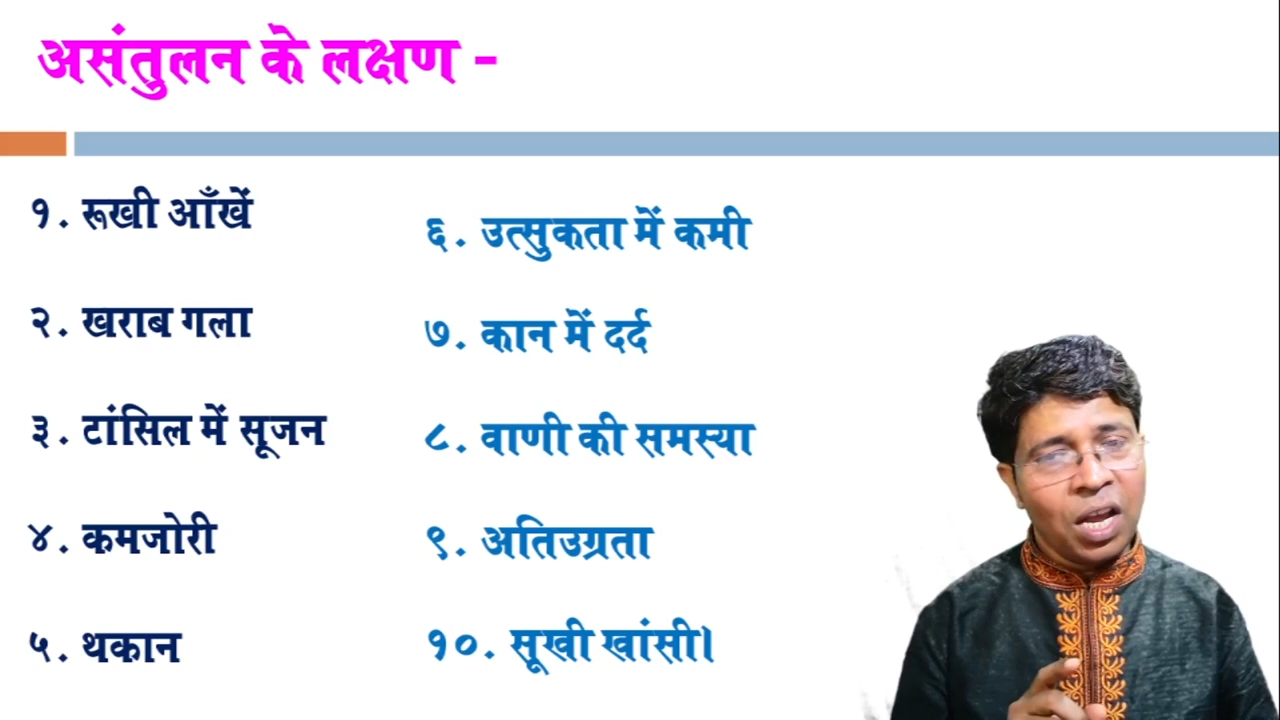 असंतुलन के लक्षण -
१. रूखी आँखें
२. खराब गला
३. टांसिल में सूजन
४. कमजोरी
५. थकान
६. उत्सुकता में कमी
७. कान में दर्द
८. वाणी की समस्या
९. अतिउग्रता
१०. सूखी खांसी।